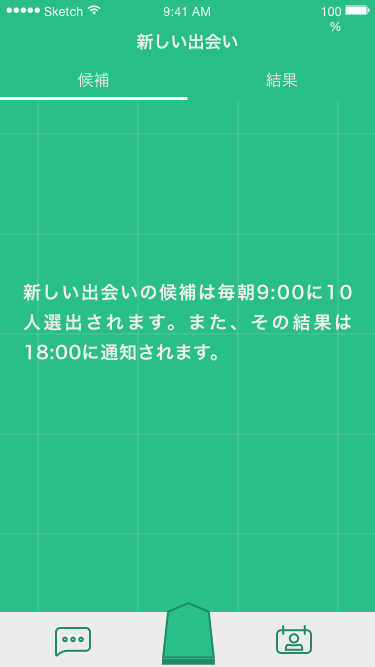 Sketch 9:41 AM 100
%
新しい出会い
候補 結果
新しい出会いの候補は毎朝9:00に10
人選出されます。また、その結果は
18:00に通知されます。